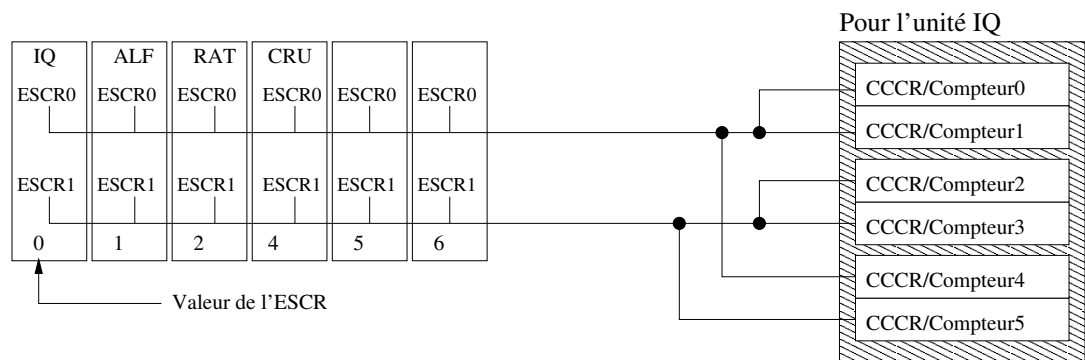 Pour l'unité IQ
IQ ALF RAT CRU
ESCR0 ESCR0 ESCR0 ESCR0 ESCR0 ESCR0
CCCR/Compteur0
CCCR/Compteur1
ESCR1 ESCR1 ESCR1 ESCR1 ESCR1 ESCR1
CCCR/Compteur2
CCCR/Compteur3
0 1 2 4 5 6
CCCR/Compteur4
Valeur de l'ESCR
CCCR/Compteur5